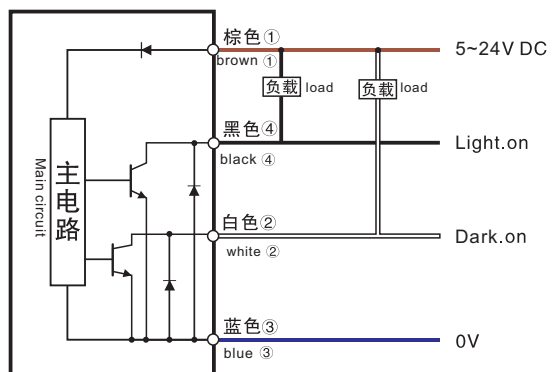 棕色①
brown ①
5~24V DC
负载 load
负载 load
黑色④
black ④
Light.on
主电路
Main circuit
白色②
white ②
Dark.on
蓝色③
blue ③
0V